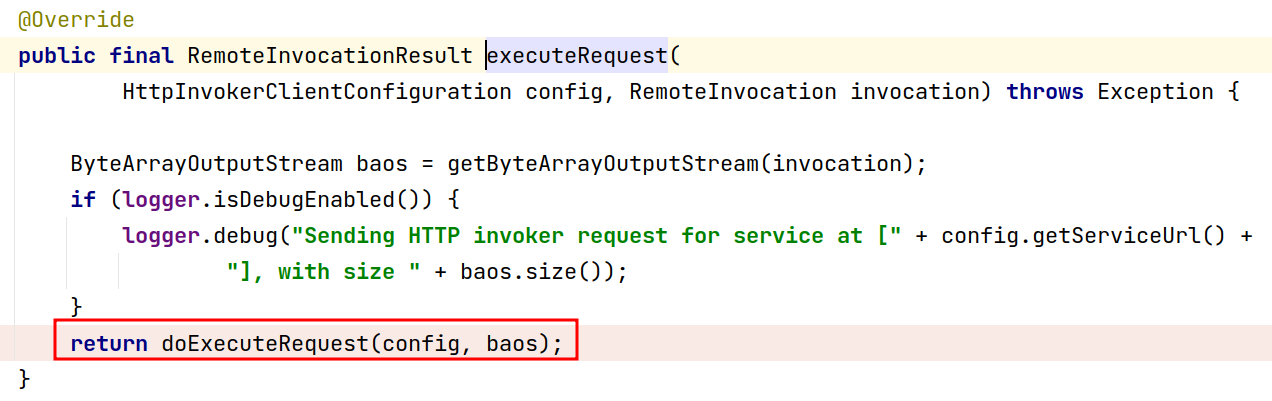 @Override
public final RemoteInvocationResult executeRequest(
        HttpInvokerClientConfiguration config, RemoteInvocation invocation) throws Exception {
    ByteArrayOutputStream baos = getByteArrayOutputStream(invocation);
    if (logger.isDebugEnabled()) {
        logger.debug("Sending HTTP invoker request for service at [" + config.getServiceUrl() +
                "], with size " + baos.size());
    }
    return doExecuteRequest(config, baos);
}